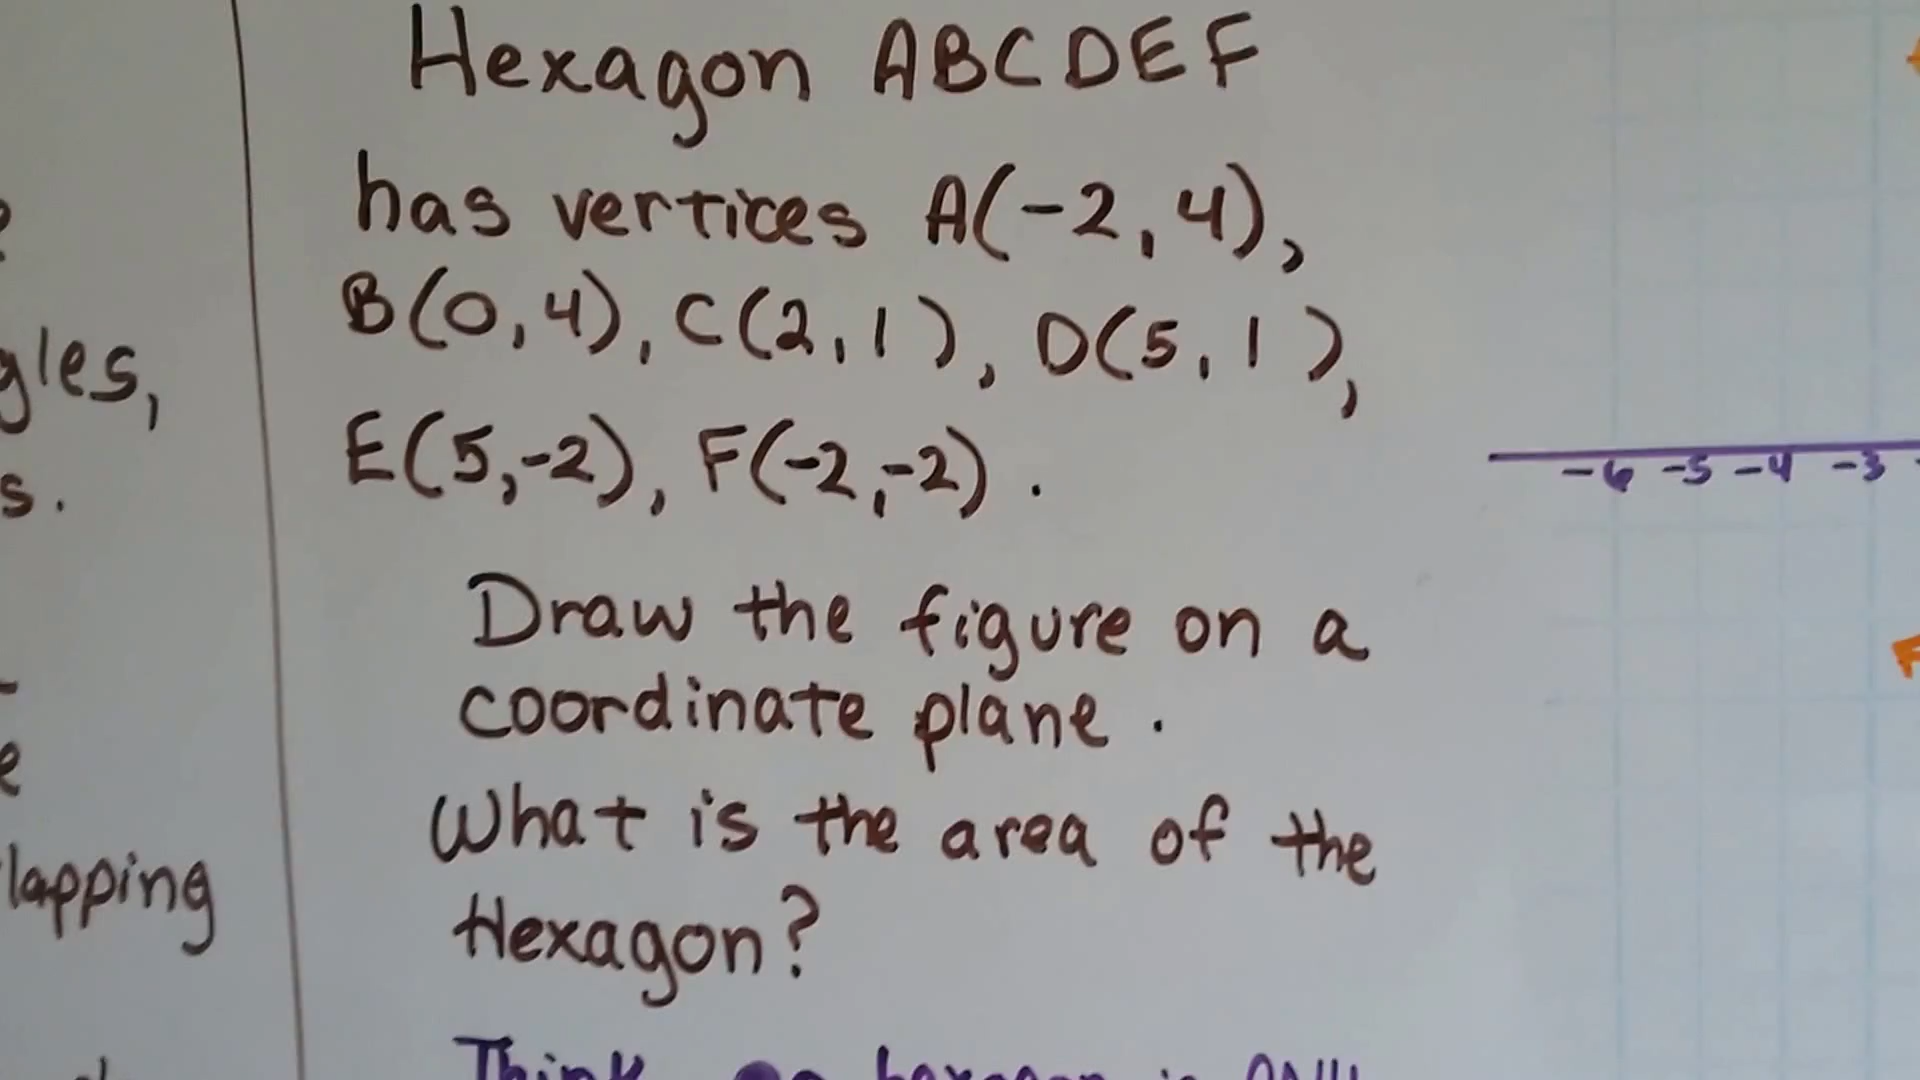 Hexagon ABCDEF
has vertices A(-2,4),
B(0,4), C(2,1), D(5,1),
E(5,-2), F(-2,-2).
Draw the figure on a
coordinate plane.
What is the area of the
Hexagon?
Think
gles,
s.
lapping
-6 -5 -4 -3